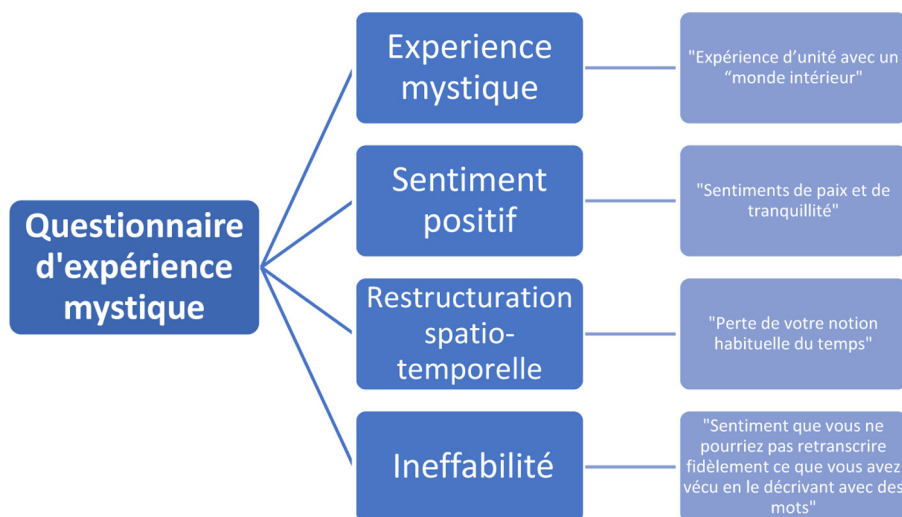 Questionnaire
d'expérience
mystique
Experience
mystique
"Expérience d’unité avec un
“monde intérieur"
Sentiment
positif
"Sentiments de paix et de
tranquillité"
Restructuration
spatio-
temporelle
"Perte de votre notion
habituelle du temps"
Ineffabilité
"Sentiment que vous ne
pourriez pas retranscrire
fidèlement ce que vous avez
vécu en le décrivant avec des
mots"